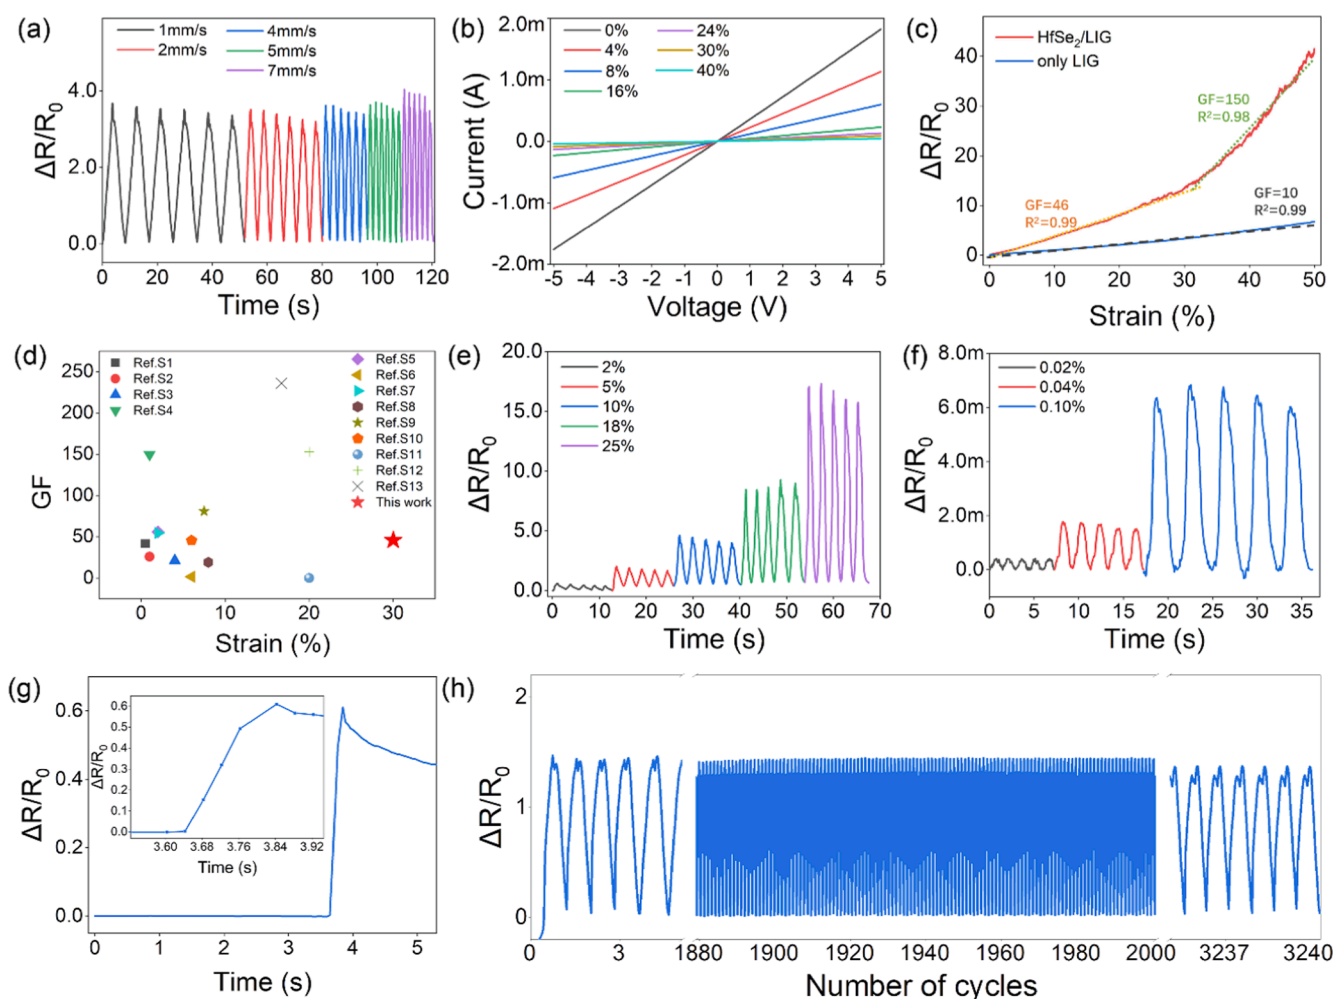 (a)
1mm/s
2mm/s
4mm/s
5mm/s
7mm/s
ΔR/R0
4.0
2.0
0.0
0 20 40 60 80 100 120
Time (s)
(b)
0%
4%
8%
16%
24%
30%
40%
Current (A)
2.0m
1.0m
0.0
-1.0m
-2.0m
-5 -4 -3 -2 -1 0 1 2 3 4 5
Voltage (V)
(c)
HfSe2/LIG
only LIG
ΔR/R0
40
30
20
10
0
GF=150
R²=0.98
GF=46
R²=0.99
GF=10
R²=0.99
0 10 20 30 40 50
Strain (%)
(d)
Ref.S1
Ref.S2
Ref.S3
Ref.S4
Ref.S5
Ref.S6
Ref.S7
Ref.S8
Ref.S9
Ref.S10
Ref.S11
Ref.S12
Ref.S13
This work
GF
250
200
150
100
50
0
0 10 20 30
Strain (%)
(e)
2%
5%
10%
18%
25%
ΔR/R0
20.0
15.0
10.0
5.0
0.0
0 10 20 30 40 50 60 70
Time (s)
(f)
0.02%
0.04%
0.10%
ΔR/R0
8.0m
6.0m
4.0m
2.0m
0.0
0 5 10 15 20 25 30 35
Time (s)
(g)
ΔR/R0
0.6
0.4
0.2
0.0
0 1 2 3 4 5
Time (s)
ΔR/R0
0.6
0.5
0.4
0.3
0.2
0.1
0.0
3.60 3.68 3.76 3.84 3.92
Time (s)
(h)
ΔR/R0
2
1
0
0 3 1880 1900 1920 1940 1960 1980 2000 3237 3240
Number of cycles